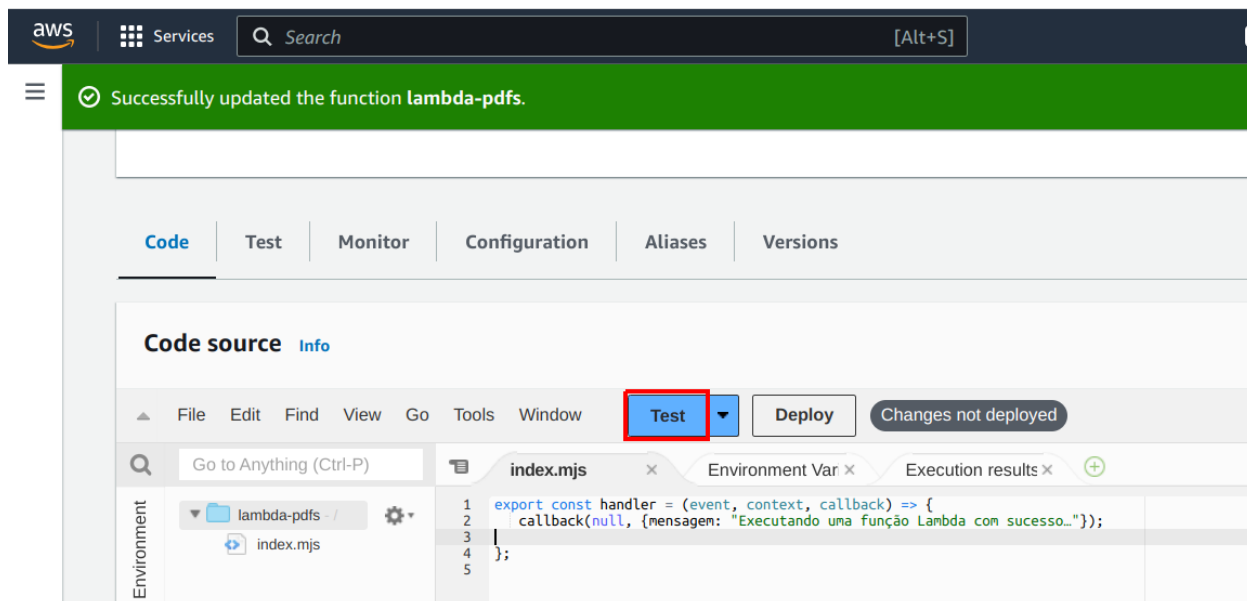 aws Services Search [Alt+S]
Successfully updated the function lambda-pdfs.
Code Test Monitor Configuration Aliases Versions
Code source Info
File Edit Find View Go Tools Window Test Deploy Changes not deployed
Go to Anything (Ctrl-P) index.mjs Environment Var Execution results
Environment
lambda-pdfs - /
index.mjs
1 export const handler = (event, context, callback) => {
2 callback(null, {mensagem: "Executando uma função Lambda com sucesso…"});
3
4 };
5